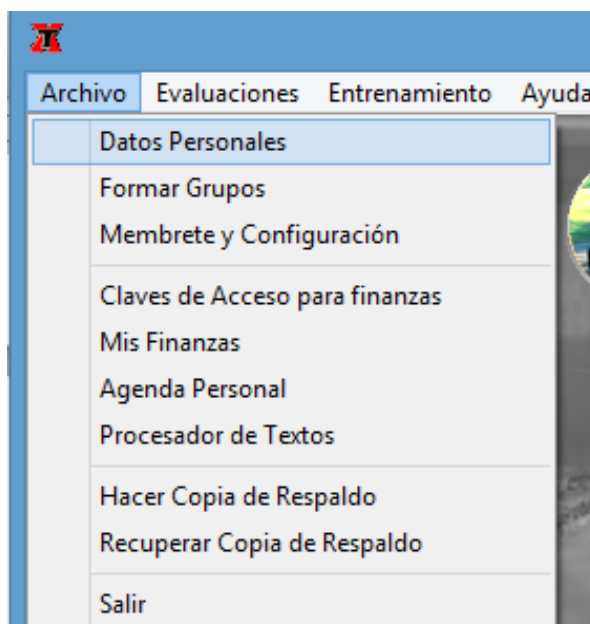 Archivo Evaluaciones Entrenamiento Ayuda
Datos Personales
Formar Grupos
Membrete y Configuración
Claves de Acceso para finanzas
Mis Finanzas
Agenda Personal
Procesador de Textos
Hacer Copia de Respaldo
Recuperar Copia de Respaldo
Salir